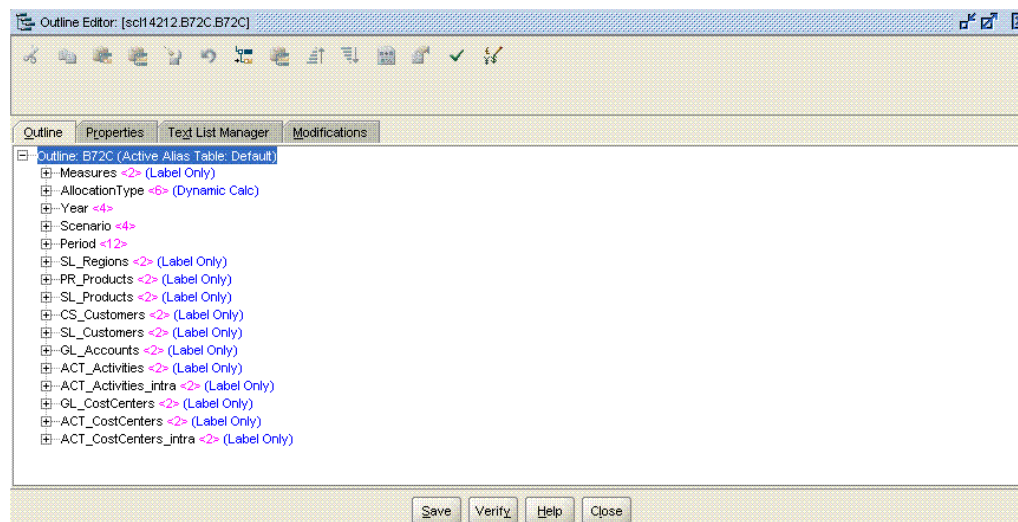 Outline Editor: [scl14212.B72C.B72C]
Outline Properties Text List Manager Modifications
Outline: B72C (Active Alias Table: Default)
Measures <2> (Label Only)
AllocationType <6> (Dynamic Calc)
Year <4>
Scenario <4>
Period <12>
SL_Regions <2> (Label Only)
PR_Products <2> (Label Only)
SL_Products <2> (Label Only)
CS_Customers <2> (Label Only)
SL_Customers <2> (Label Only)
GL_Accounts <2> (Label Only)
ACT_Activities <2> (Label Only)
ACT_Activities_intra <2> (Label Only)
GL_CostCenters <2> (Label Only)
ACT_CostCenters <2> (Label Only)
ACT_CostCenters_intra <2> (Label Only)
Save Verify Help Close